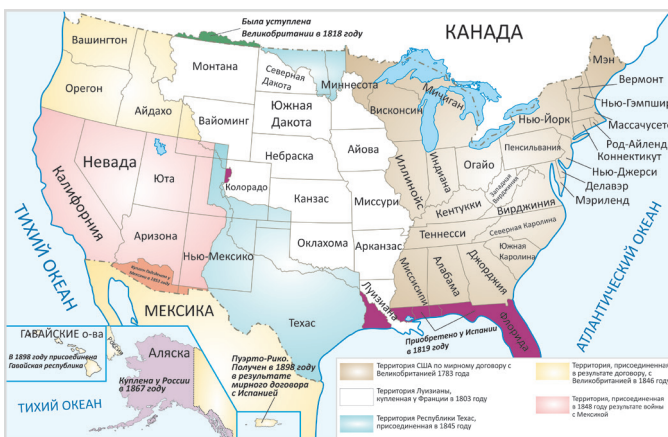 Была уступлена
Великобритании в 1818 году
КАНАДА
Вашингтон
Монтана
Северная
Дакота
Миннесота
Мэн
Вермонт
Орегон
Айдахо
Вайоминг
Южная
Дакота
Висконсин
Мичиган
Нью-Йорк
Нью-Гэмпшир
Массачусетс
Род-Айленд
Коннектикут
Пенсильвания
Нью-Джерси
Делавэр
Мэриленд
Невада
Юта
Колорадо
Небраска
Айова
Иллинойс
Индиана
Огайо
Западная
Вирджиния
Калифорния
Канзас
Миссури
Кентукки
Вирджиния
Теннесси
Северная Каролина
Южная
Каролина
Аризона
Нью-Мексико
Оклахома
Арканзас
Миссисипи
Алабама
Джорджия
ТИХИЙ ОКЕАН
АТЛАНТИЧЕСКИЙ ОКЕАН
МЕКСИКА
Техас
Луизиана
Флорида
Приобретено у Испании
в 1819 году
ГАВАЙСКИЕ о-ва
В 1898 году присоединена
Гавайская республика
Россия
Аляска
Куплена у России
в 1867 году
ТИХИЙ ОКЕАН
Пуэрто-Рико.
Получен в 1898 году
в результате
мирного договора
с Испанией
Территория США по мирному договору с
Великобританией 1783 года
Территория Луизианы,
купленная у Франции в 1803 году
Территория Республики Техас,
присоединенная в 1845 году
Территория, присоединенная
в результате договору, с
Великобританией в 1846 году
Территория, присоединенная в
1848 году результате войны
с Мексикой